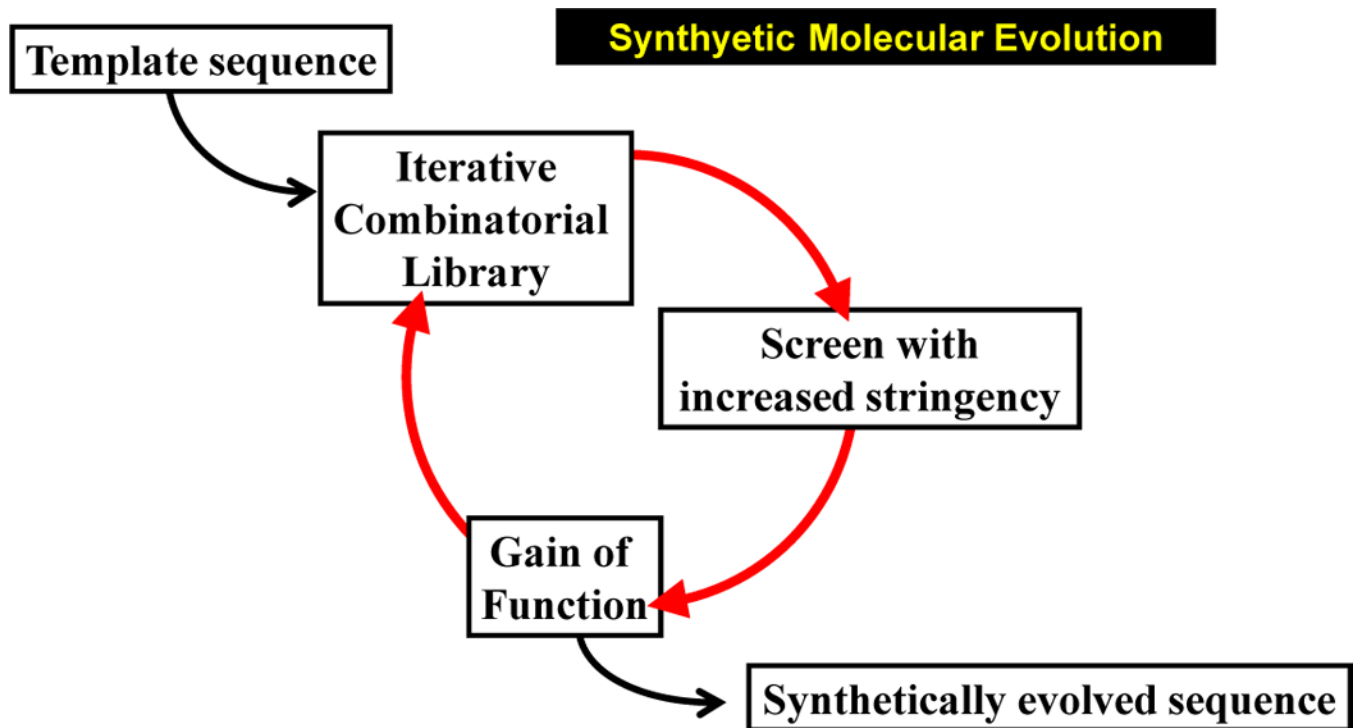 Synthyetic Molecular Evolution
Template sequence
Iterative
Combinatorial
Library
Screen with
increased stringency
Gain of
Function
Synthetically evolved sequence